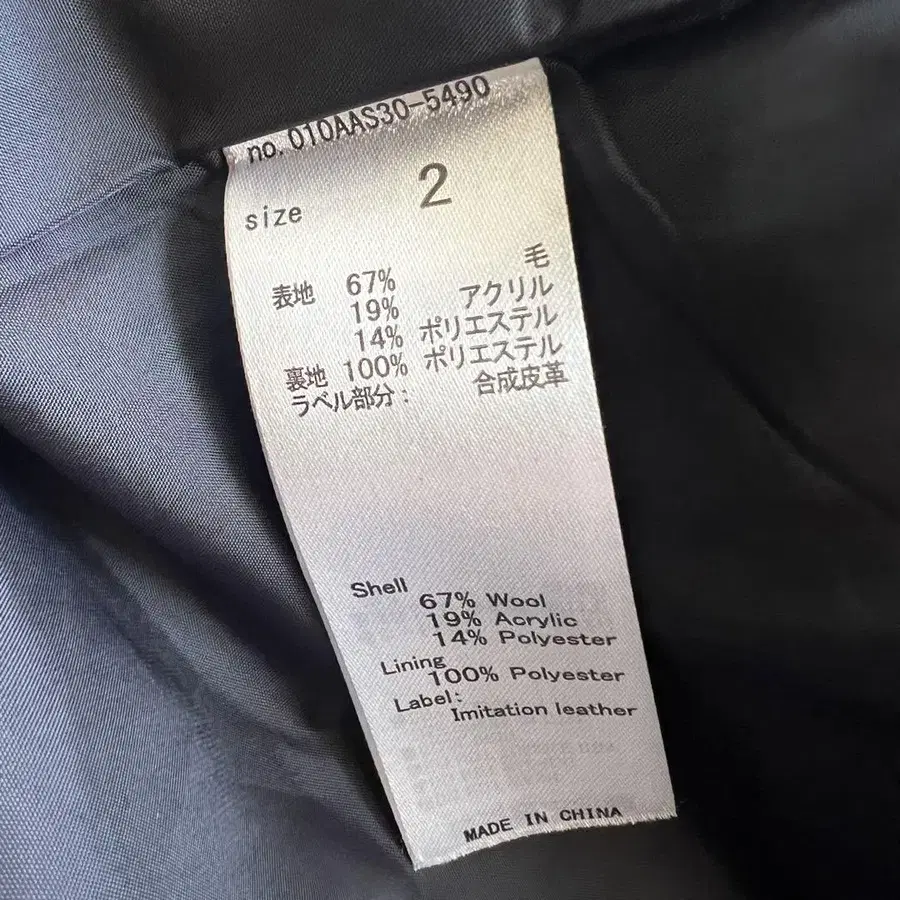 no. 010AAS30-5490
size 2
表地 67% 毛
19% アクリル
14% ポリエステル
裏地 100% ポリエステル
ラベル部分: 合成皮革
Shell
67% Wool
19% Acrylic
14% Polyester
Lining
100% Polyester
Label:
Imitation leather
MADE IN CHINA